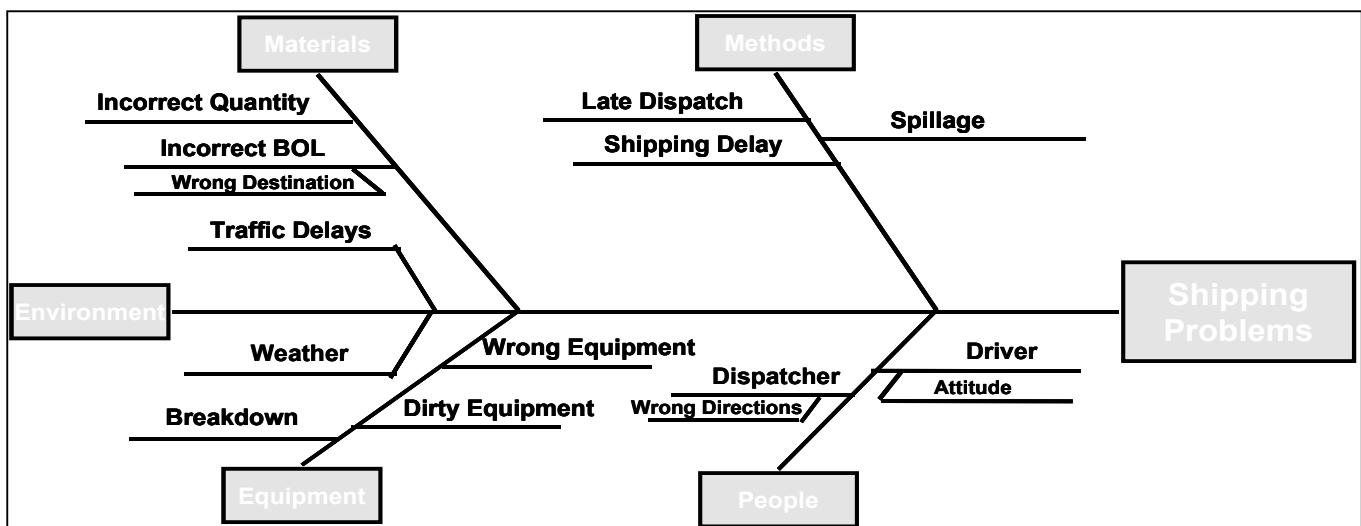 Materials
Methods
Incorrect Quantity
Late Dispatch
Spillage
Incorrect BOL
Shipping Delay
Wrong Destination
Traffic Delays
Environment
Shipping
Problems
Weather
Wrong Equipment
Driver
Dispatcher
Attitude
Wrong Directions
Breakdown
Dirty Equipment
Equipment
People